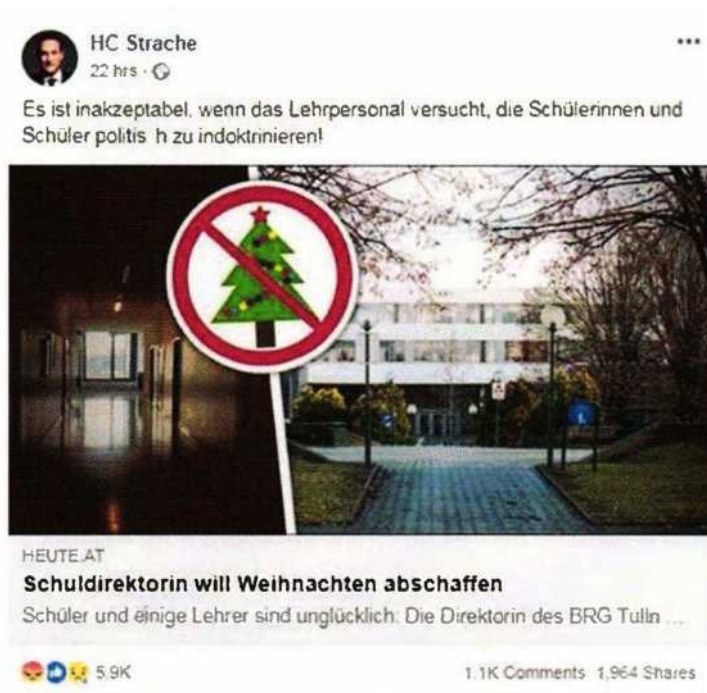 HC Strache
22 hrs
Es ist inakzeptabel, wenn das Lehrpersonal versucht, die Schülerinnen und
Schüler politis h zu indoktrinieren!
HEUTE.AT
Schuldirektorin will Weihnachten abschaffen
Schüler und einige Lehrer sind unglücklich: Die Direktorin des BRG Tulln ...
5.9K
1.1K Comments 1,964 Shares